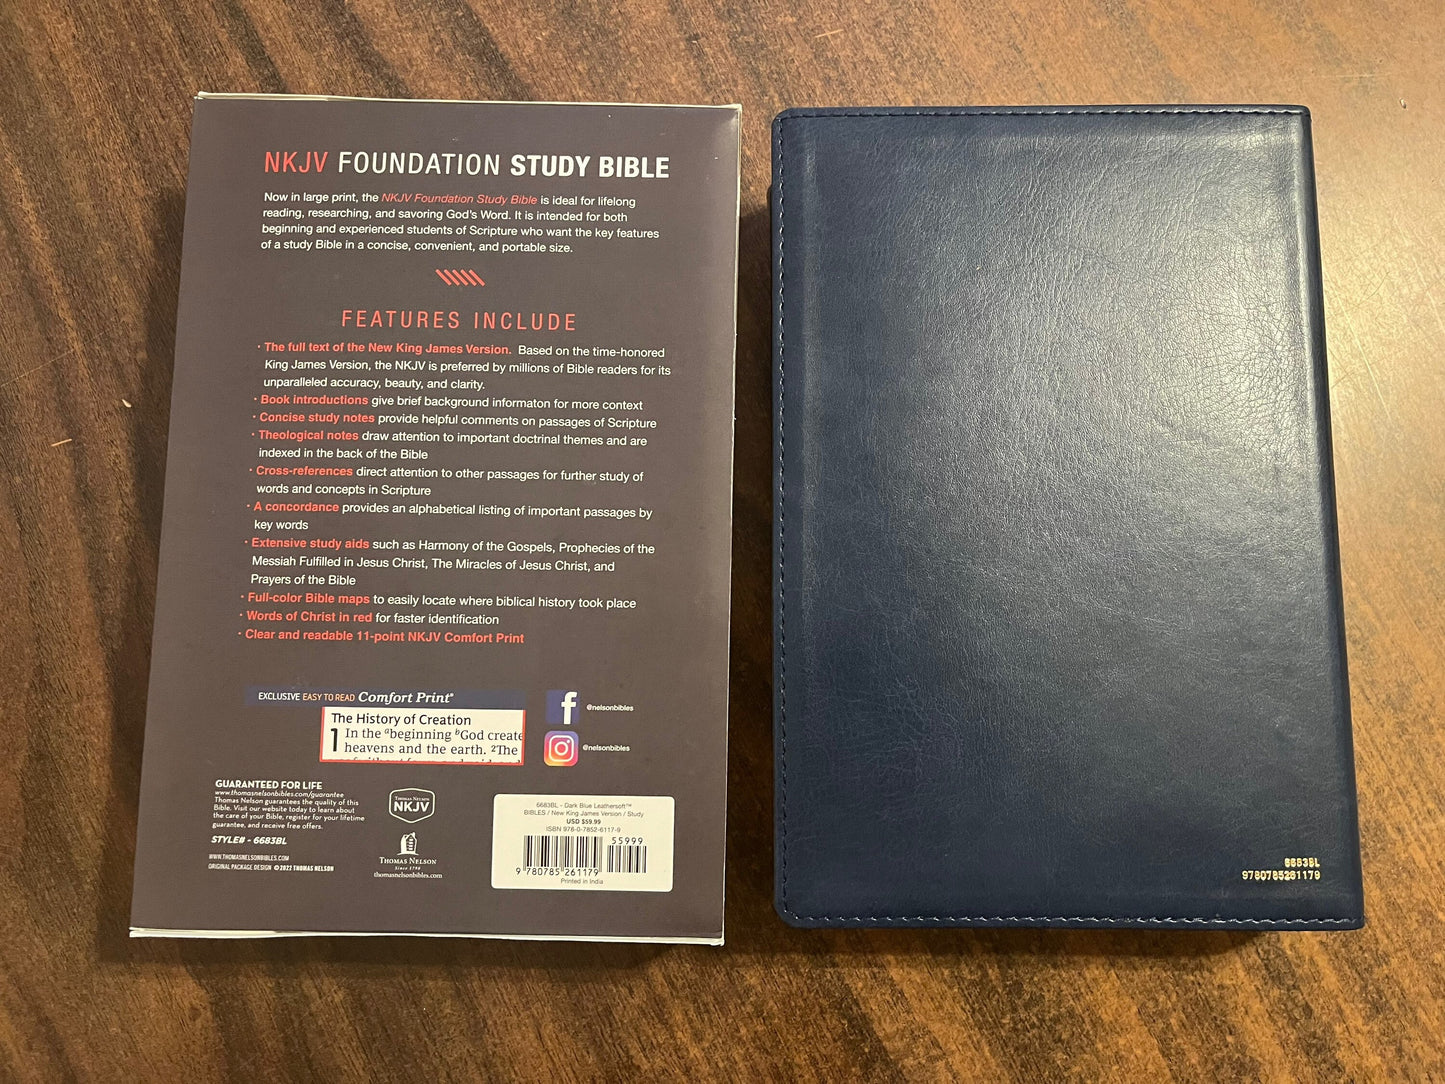 NKJV FOUNDATION STUDY BIBLE
Now in large print, the NKJV Foundation Study Bible is ideal for lifelong
reading, researching, and savoring God's Word. It is intended for both
beginning and experienced students of Scripture who want the key features
of a study Bible in a concise, convenient, and portable size.
FEATURES INCLUDE
· The full text of the New King James Version. Based on the time-honored
King James Version, the NKJV is preferred by millions of Bible readers for its
unparalleled accuracy, beauty, and clarity.
· Book introductions give brief background informaton for more context
· Concise study notes provide helpful comments on passages of Scripture
· Theological notes draw attention to important doctrinal themes and are
indexed in the back of the Bible
· Cross-references direct attention to other passages for further study of
words and concepts in Scripture
· A concordance provides an alphabetical listing of important passages by
key words
· Extensive study aids such as Harmony of the Gospels, Prophecies of the
Messiah Fulfilled in Jesus Christ, The Miracles of Jesus Christ, and
Prayers of the Bible
· Full-color Bible maps to easily locate where biblical history took place
· Words of Christ in red for faster identification
· Clear and readable 11-point NKJV Comfort Print
EXCLUSIVE EASY TO READ Comfort Print®
The History of Creation
1 In the ᵃbeginning ᵇGod create
heavens and the earth. ²The
f
@nelsonbibles
@nelsonbibles
GUARANTEED FOR LIFE
www.thomasnelsonbibles.com/guarantee
Thomas Nelson guarantees the quality of this
Bible. Visit our website today to learn about
the care of your Bible, register for your lifetime
guarantee, and receive free offers.
STYLE# - 6683BL
WWW.THOMASNELSONBIBLES.COM
ORIGINAL PACKAGE DESIGN ©2022 THOMAS NELSON
THOMAS NELSON
NKJV
THOMAS NELSON
Since 1798
thomasnelsonbibles.com
6683BL - Dark Blue Leathersoft™
BIBLES / New King James Version / Study
USD $59.99
ISBN 978-0-7852-6117-9
55999
9 780785 261179
Printed in India
6683BL
9780785261179